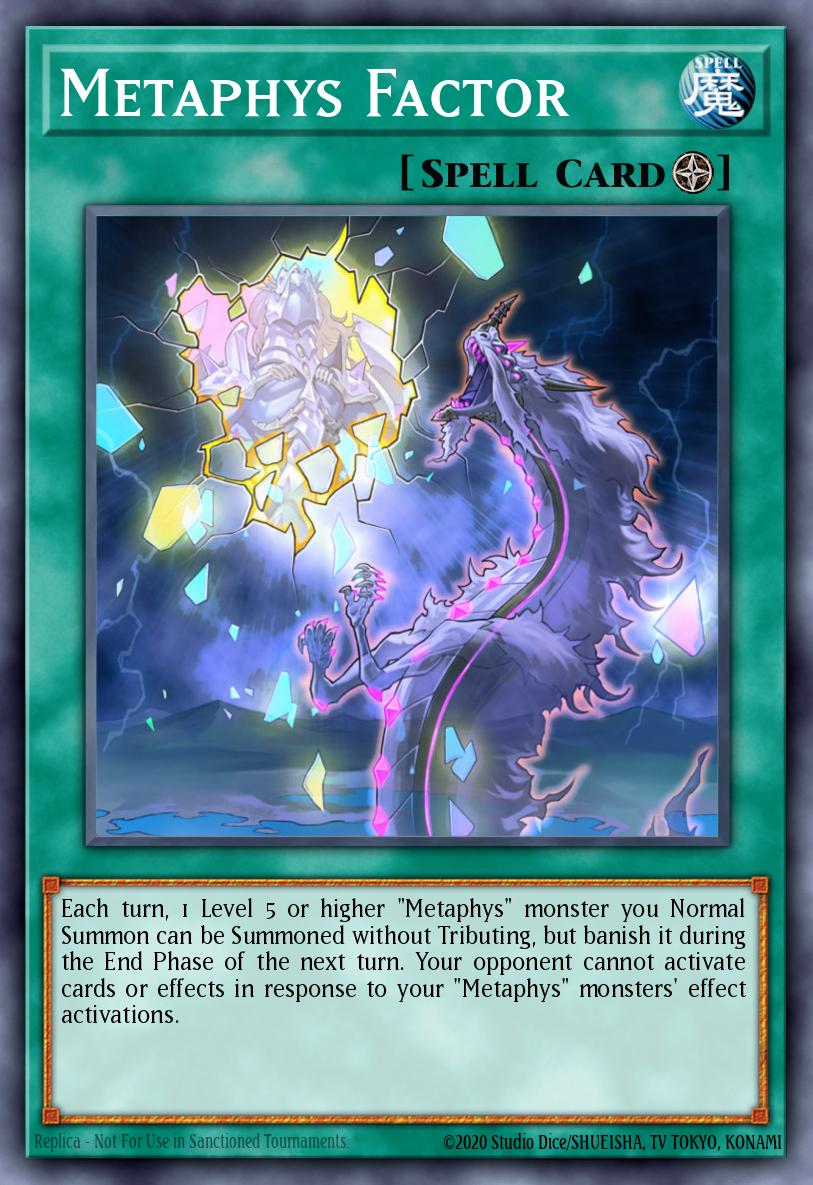 Metaphys Factor
SPELL
魔
[Spell Card]
Each turn, 1 Level 5 or higher "Metaphys" monster you Normal
Summon can be Summoned without Tributing, but banish it during
the End Phase of the next turn. Your opponent cannot activate
cards or effects in response to your "Metaphys" monsters' effect
activations.
Replica - Not For Use in Sanctioned Tournaments.
©2020 Studio Dice/SHUEISHA, TV TOKYO, KONAMI